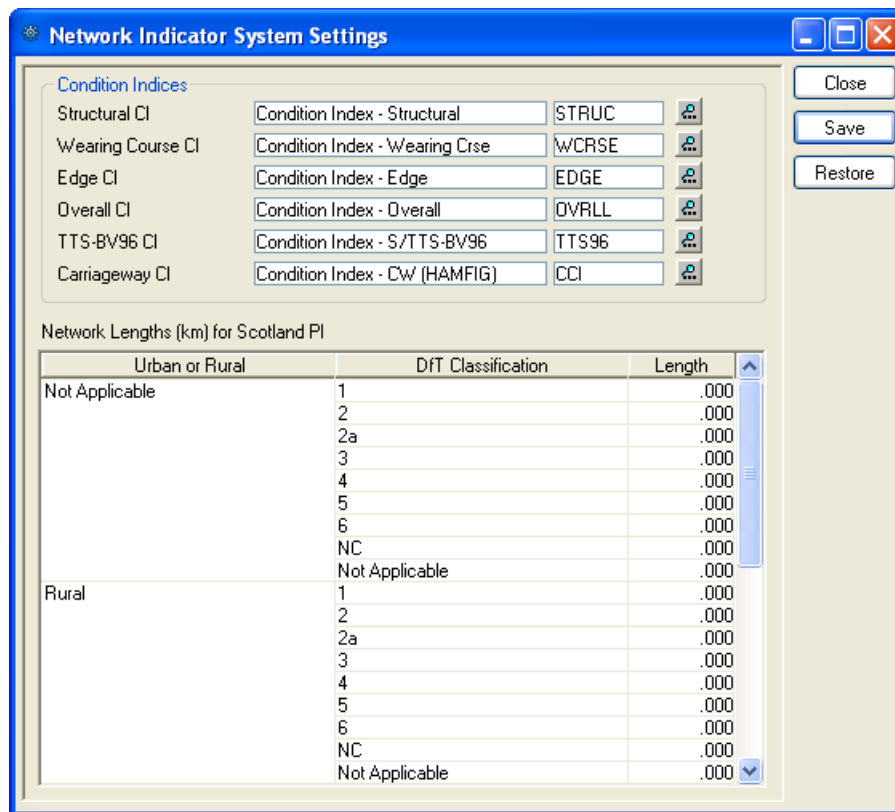 Network Indicator System Settings
Condition Indices
Structural CI Condition Index - Structural STRUC
Wearing Course CI Condition Index - Wearing Crse WCRSE
Edge CI Condition Index - Edge EDGE
Overall CI Condition Index - Overall OVRLL
TTS-BV96 CI Condition Index - S/TTS-BV96 TTS96
Carriageway CI Condition Index - CW (HAMFIG) CCI
Close
Save
Restore
Network Lengths (km) for Scotland PI
Urban or Rural DfT Classification Length
Not Applicable 1 .000
2 .000
2a .000
3 .000
4 .000
5 .000
6 .000
NC .000
Not Applicable .000
Rural 1 .000
2 .000
2a .000
3 .000
4 .000
5 .000
6 .000
NC .000
Not Applicable .000